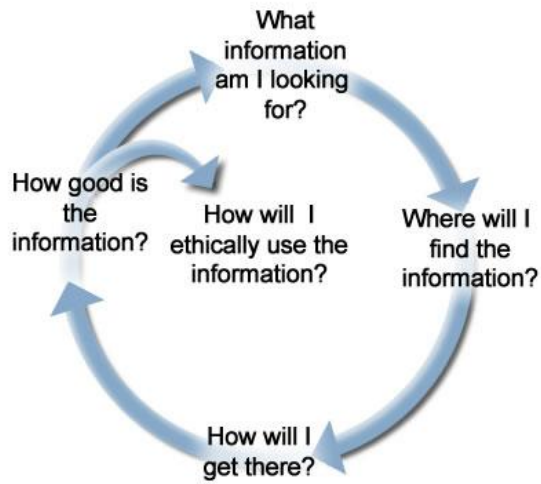 What
information
am I looking
for?
Where will I
find the
information?
How will I
get there?
How good is
the
information?
How will I
ethically use the
information?